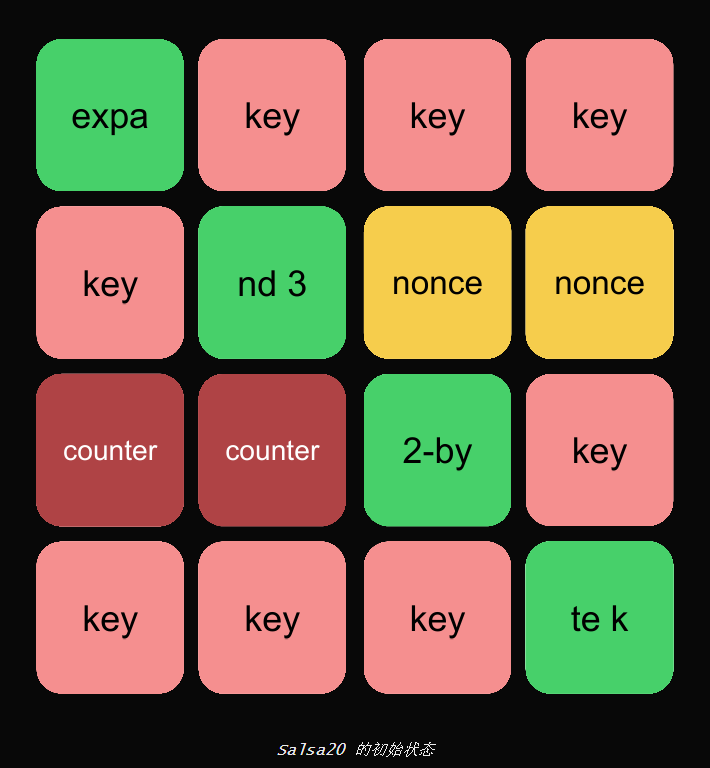 expa key key key
key nd 3 nonce nonce
counter counter 2-by key
key key key te k
Salsa20 的初始状态